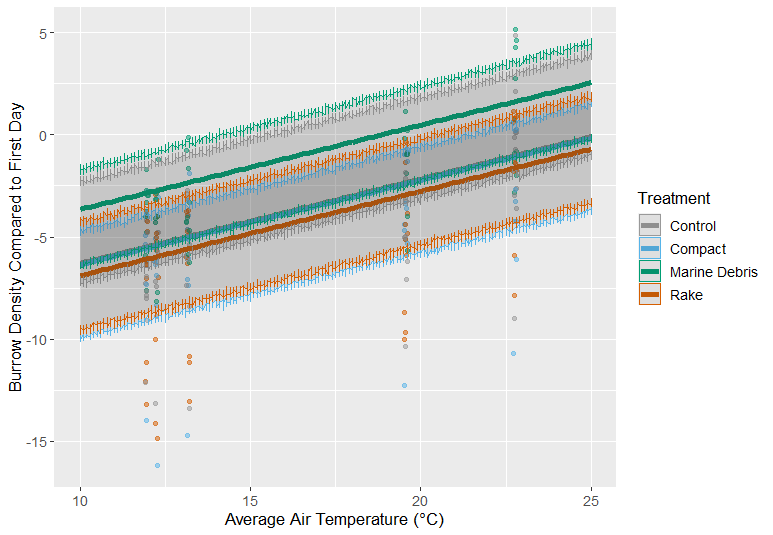 5
0
-5
-10
-15
10
15
20
25
Average Air Temperature (°C)
Burrow Density Compared to First Day
Treatment
Control
Compact
Marine Debris
Rake